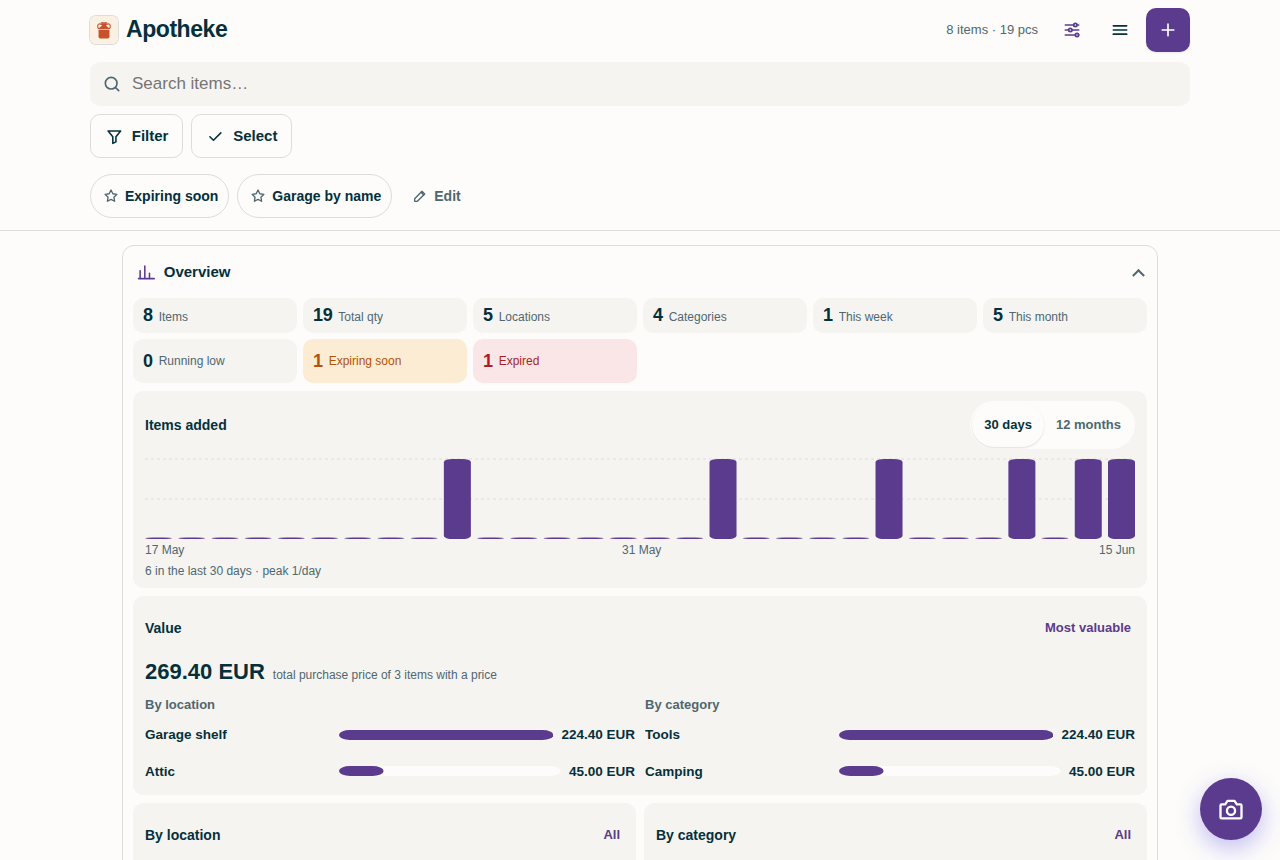 Apotheke
8 items · 19 pcs
Search items…
Filter
Select
Expiring soon
Garage by name
Edit
Overview
8 Items
19 Total qty
5 Locations
4 Categories
1 This week
5 This month
0 Running low
1 Expiring soon
1 Expired
Items added
30 days
12 months
17 May
31 May
15 Jun
6 in the last 30 days · peak 1/day
Value
Most valuable
269.40 EUR total purchase price of 3 items with a price
By location
By category
Garage shelf
224.40 EUR
Tools
224.40 EUR
Attic
45.00 EUR
Camping
45.00 EUR
By location
All
By category
All